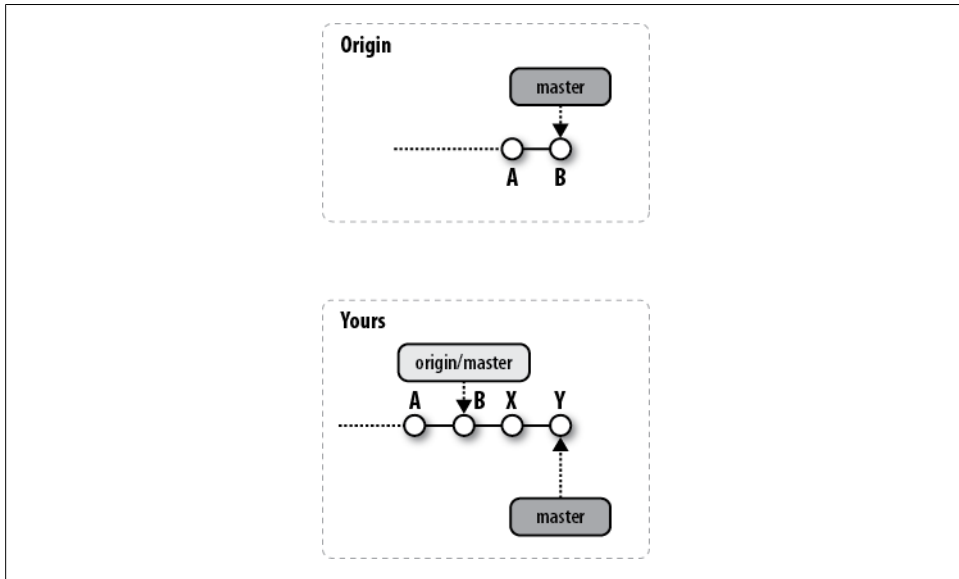 Origin
master
A B
Yours
origin/master
A B X Y
master